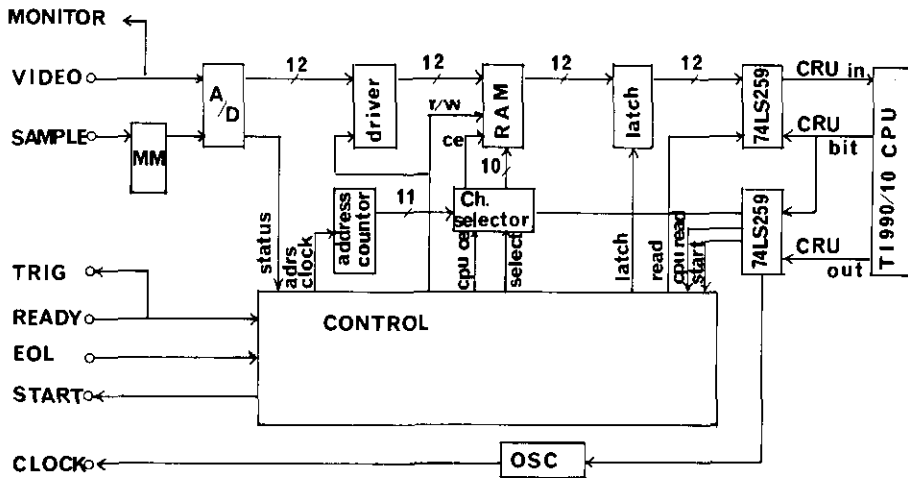 MONITOR
VIDEO
SAMPLE
MM
A/D
12
driver
12
r/w
ce
RAM
12
latch
12
74LS259
CRU in
CRU
bit
TI990/10 CPU
10
11
address
countor
Ch.
selector
74LS259
CRU
out
status
adrs
clock
cpu ce
select
latch
read
cpu read
start
TRIG
READY
EOL
START
CLOCK
CONTROL
OSC